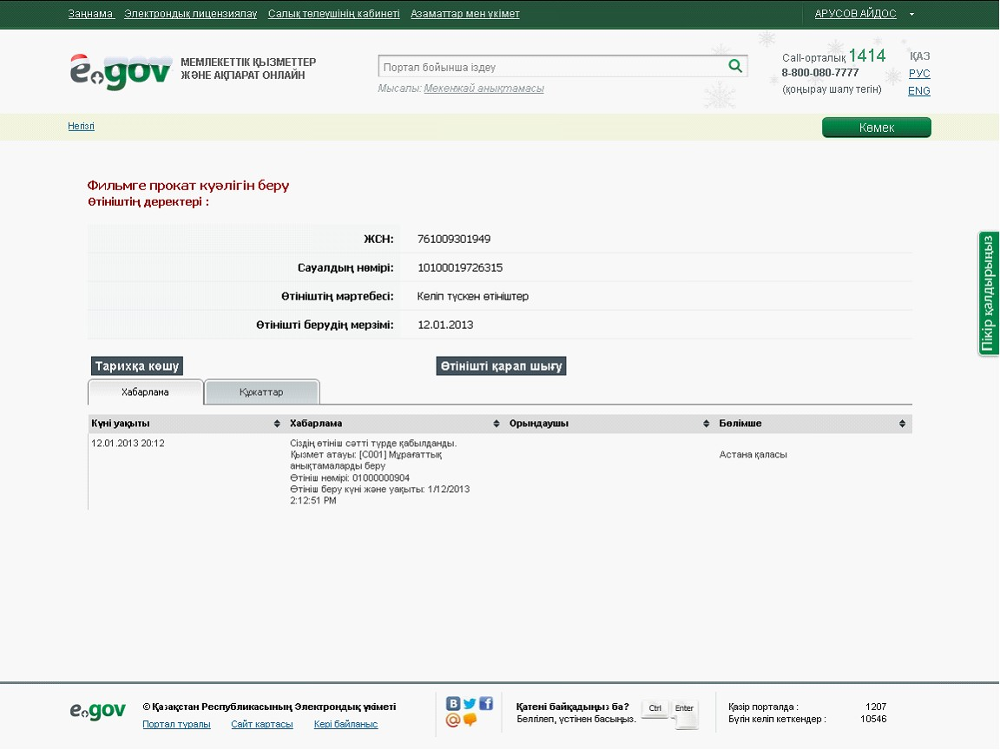 Заңнама Электрондық лицензиялау Салық төлеушінің кабинеті Азаматтар мен үкімет АРУСОВ АЙДОС
e.gov МЕМЛЕКЕТТІК ҚЫЗМЕТТЕР
ЖӘНЕ АҚПАРАТ ОНЛАЙН
Портал бойынша іздеу
Мысалы: Мекенжай анықтамасы
Call-орталық 1414
8-800-080-7777
(қоңырау шалу тегін)
ҚАЗ
РУС
ENG
Негізгі
Көмек
Фильмге прокат куәлігін беру
Өтініштің деректері :
ЖСН: 761009301949
Сауалдың нөмірі: 10100019726315
Өтініштің мәртебесі: Келіп түскен өтініштер
Өтінішті берудің мерзімі: 12.01.2013
Пікір қалдырыңыз
Тарихқа көшу Өтінішті қарап шығу
Хабарлама Құжаттар
Күні уақыты Хабарлама Орындаушы Бөлімше
12.01.2013 20:12 Сіздің өтініш сәтті түрде қабылданды.
Қызмет атауы: [C001] Мұрағаттық Астана қаласы
анықтамаларды беру
Өтініш нөмірі: 01000000904
Өтініш беру күні және уақыты: 1/12/2013
2:12:51 PM
e.gov © Қазақстан Республикасының Электрондық үкіметі
Портал туралы Сайт картасы Кері байланыс
Қатені байқадыңыз ба?
Белгілеп, үстінен басыңыз.
Ctrl Enter
Қазір порталда : 1207
Бүгін келіп кеткендер : 10546